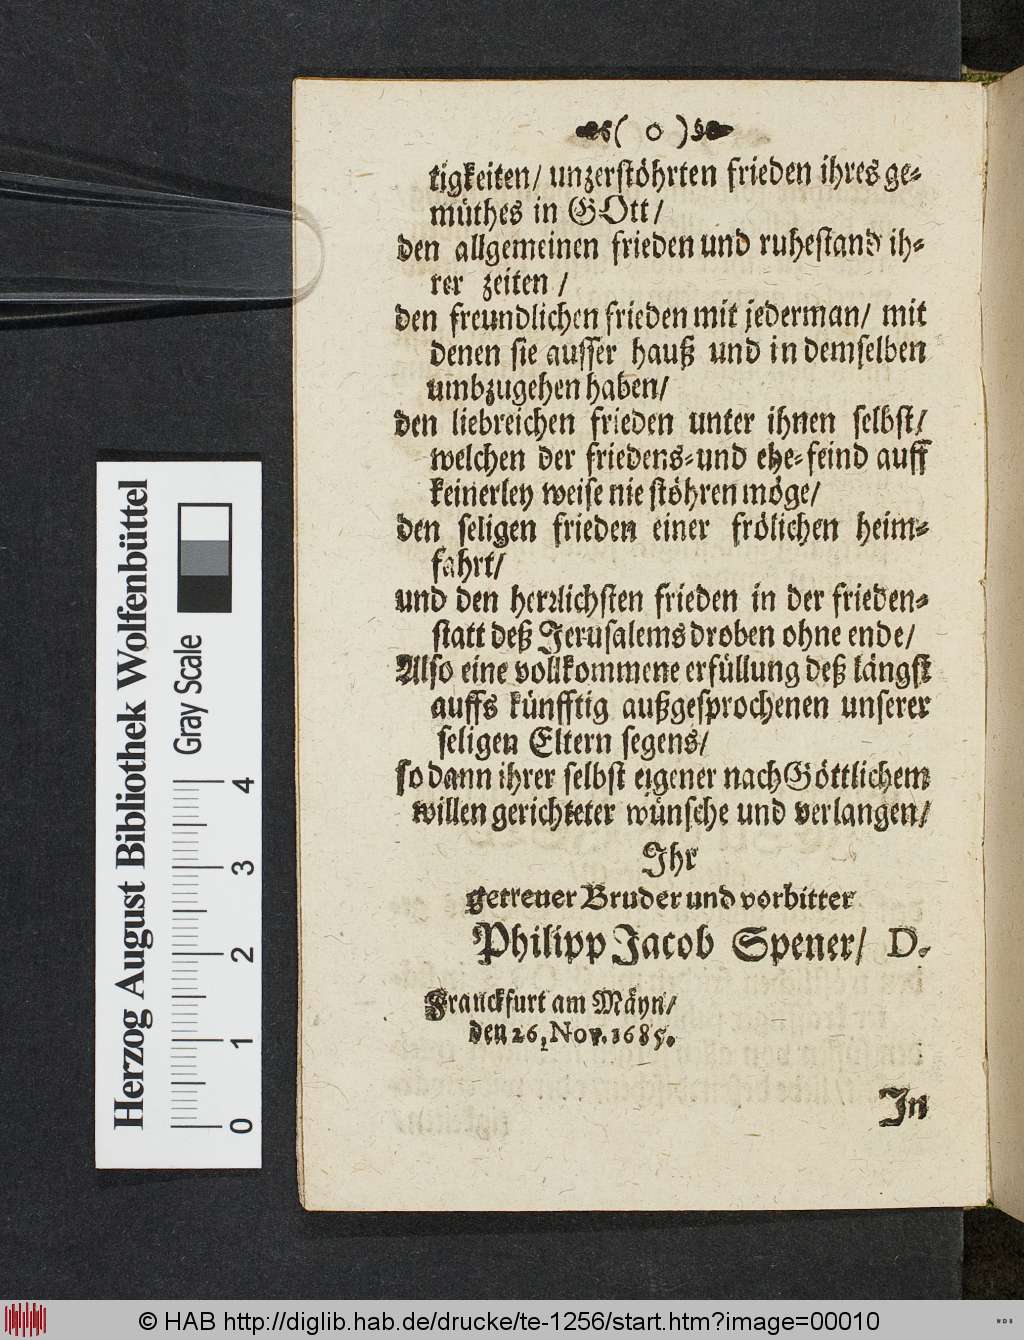 ( o )
tigkeiten/ unzerstöhrten frieden ihres ge-
müthes in GOtt/
den allgemeinen frieden und ruhestand ih-
rer zeiten /
den freundlichen frieden mit jederman/ mit
denen sie ausser hauß und in demselben
umbzugehen haben/
den liebreichen frieden unter ihnen selbst/
welchen der friedens-und ehe-feind auff
keinerley weise nie stöhren möge/
den seligen frieden einer frölichen heim-
fahrt/
und den herrlichsten frieden in der frieden-
statt deß Jerusalems droben ohne ende/
Also eine vollkommene erfüllung deß längst
auffs künfftig außgesprochenen unserer
seligen Eltern segens/
so dann ihrer selbst eigener nach Göttlichem
willen gerichteter wünsche und verlangen/
Ihr
getreuer Bruder und vorbitter
Philipp Jacob Spener/ D.
Franckfurt am Mäyn/
den 26. Nov. 1685.
In
Herzog August Bibliothek Wolfenbüttel
Gray Scale
0 1 2 3 4
© HAB http://diglib.hab.de/drucke/te-1256/start.htm?image=00010